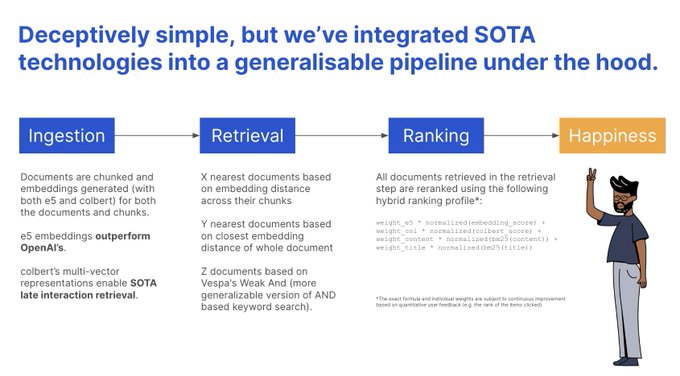 Deceptively simple, but we've integrated SOTA
technologies into a generalisable pipeline under the hood.
Ingestion
Retrieval
Ranking
Happiness
Documents are chunked and
embeddings generated (with
both e5 and colbert) for both
the documents and chunks.
e5 embeddings outperform
OpenAI's.
colbert's multi-vector
representations enable SOTA
late interaction retrieval.
X nearest documents based
on embedding distance
across their chunks
Y nearest documents based
on closest embedding
distance of whole document
Z documents based on
Vespa's Weak And (more
generalizable version of AND
based keyword search).
All documents retrieved in the retrieval
step are reranked using the following
hybrid ranking profile*:
weight_e5 * normalized(embedding_score) +
weight_col * normalized(colbert_score) +
weight_content * normalized(bm25(content)) +
weight_title * normalized(bm25(title))
*The exact formula and individual weights are subject to continuous improvement
based on quantitative user feedback (e.g. the rank of the items clicked)